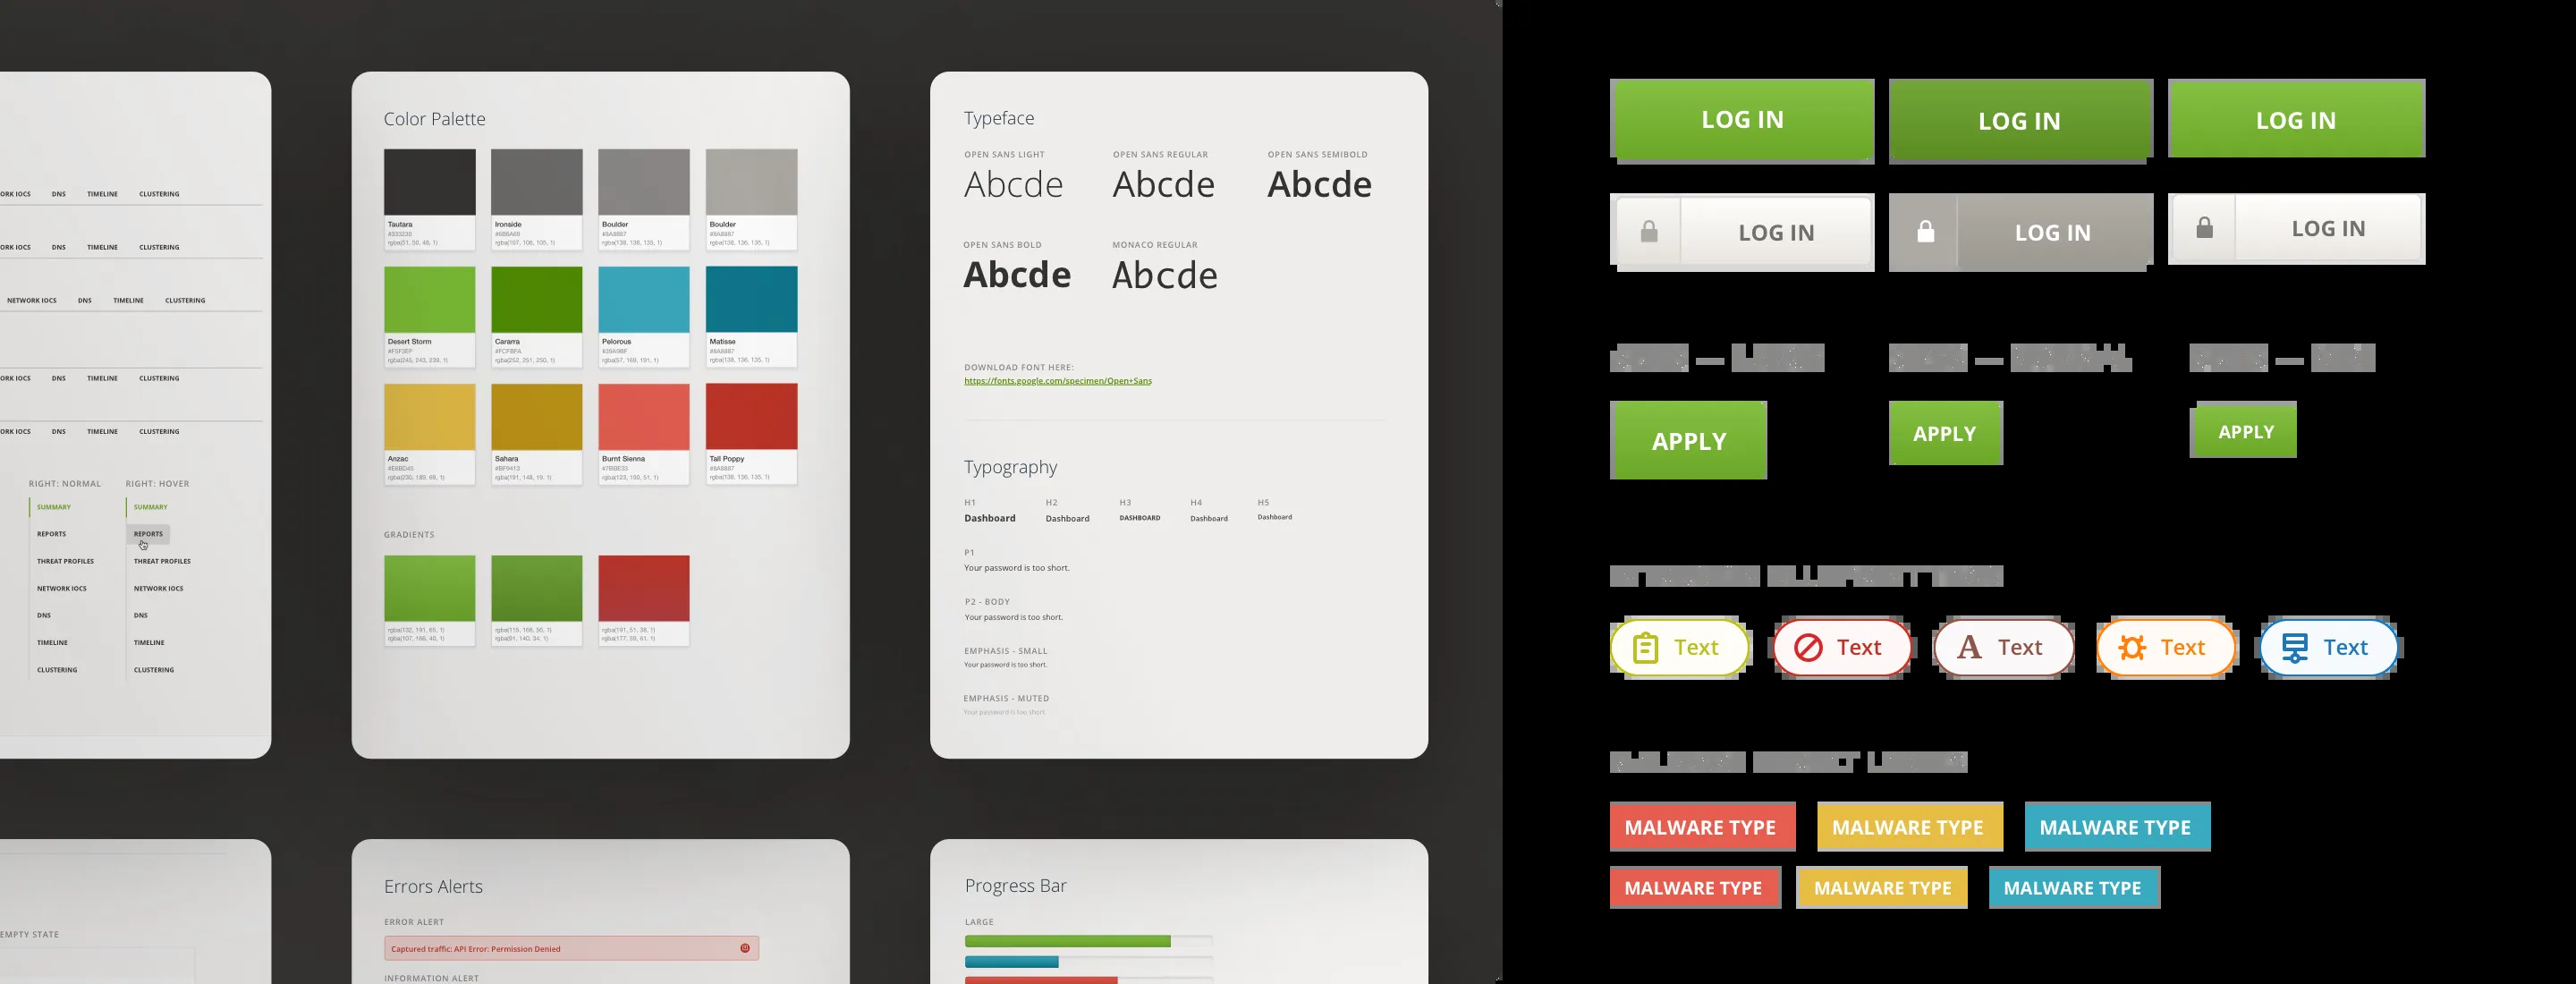 ORK IOCS DNS TIMELINE CLUSTERING
ORK IOCS DNS TIMELINE CLUSTERING
NETWORK IOCS DNS TIMELINE CLUSTERING
ORK IOCS DNS TIMELINE CLUSTERING
ORK IOCS DNS TIMELINE CLUSTERING
RIGHT: NORMAL RIGHT: HOVER
SUMMARY SUMMARY
REPORTS REPORTS
THREAT PROFILES THREAT PROFILES
NETWORK IOCS NETWORK IOCS
DNS DNS
TIMELINE TIMELINE
CLUSTERING CLUSTERING
EMPTY STATE
Color Palette
Tautara Ironside Boulder Boulder
#333230 #6B6A69 #8A8887 #8A8887
rgba(51, 50, 48, 1) rgba(107, 106, 105, 1) rgba(138, 136, 135, 1) rgba(138, 136, 135, 1)
Desert Storm Cararra Pelorous Matisse
#F5F3EF #FCFBFA #39A9BF #8A8887
rgba(245, 243, 239, 1) rgba(252, 251, 250, 1) rgba(57, 169, 191, 1) rgba(138, 136, 135, 1)
Anzac Sahara Burnt Sienna Tall Poppy
#E6BD45 #BF9413 #7BBE33 #8A8887
rgba(230, 189, 69, 1) rgba(191, 148, 19, 1) rgba(123, 190, 51, 1) rgba(138, 136, 135, 1)
GRADIENTS
rgba(132, 191, 65, 1) rgba(115, 166, 56, 1) rgba(191, 51, 38, 1)
rgba(107, 166, 40, 1) rgba(91, 140, 34, 1) rgba(177, 59, 61, 1)
Errors Alerts
ERROR ALERT
Captured traffic: API Error: Permission Denied
INFORMATION ALERT
Typeface
OPEN SANS LIGHT OPEN SANS REGULAR OPEN SANS SEMIBOLD
Abcde Abcde Abcde
OPEN SANS BOLD MONACO REGULAR
Abcde Abcde
DOWNLOAD FONT HERE:
https://fonts.google.com/specimen/Open+Sans
Typography
H1 H2 H3 H4 H5
Dashboard Dashboard DASHBOARD Dashboard Dashboard
P1
Your password is too short.
P2 - BODY
Your password is too short.
EMPHASIS - SMALL
Your password is too short.
EMPHASIS - MUTED
Your password is too short.
Progress Bar
LARGE
LOG IN LOG IN LOG IN
LOG IN LOG IN LOG IN
APPLY APPLY APPLY
Text Text A Text Text Text
MALWARE TYPE MALWARE TYPE MALWARE TYPE
MALWARE TYPE MALWARE TYPE MALWARE TYPE